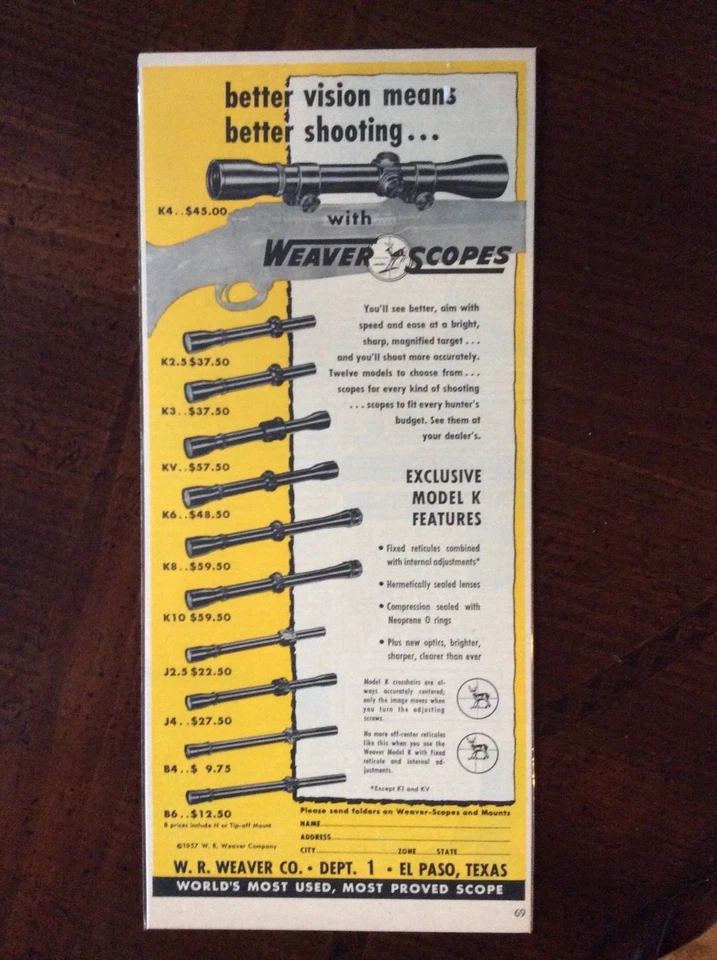 better vision means
better shooting...
K4..$45.00
with
WEAVER SCOPES
You'll see better, aim with
speed and ease at a bright,
sharp, magnified target...
and you'll shoot more accurately.
Twelve models to choose from...
scopes for every kind of shooting
...scopes to fit every hunter's
budget. See them at
your dealer's.
K2.5 $37.50
K3..$37.50
KV..$57.50
K6..$48.50
K8..$59.50
K10 $59.50
J2.5 $22.50
J4..$27.50
B4..$ 9.75
B6..$12.50
B prices include N or Tip-off Mount
©1957 W. R. Weaver Company
EXCLUSIVE
MODEL K
FEATURES
• Fixed reticules combined
with internal adjustments*
• Hermetically sealed lenses
• Compression sealed with
Neoprene O rings
• Plus new optics, brighter,
sharper, clearer than ever
Model K crosshairs are al-
ways accurately centered;
only the image moves when
you turn the adjusting
screws.
No more off-center reticules
like this when you use the
Weaver Model K with fixed
reticule and internal ad-
justments.
*Except K1 and KV
Please send folders on Weaver-Scopes and Mounts
NAME
ADDRESS
CITY ZONE STATE
W. R. WEAVER CO. • DEPT. 1 • EL PASO, TEXAS
WORLD'S MOST USED, MOST PROVED SCOPE
69